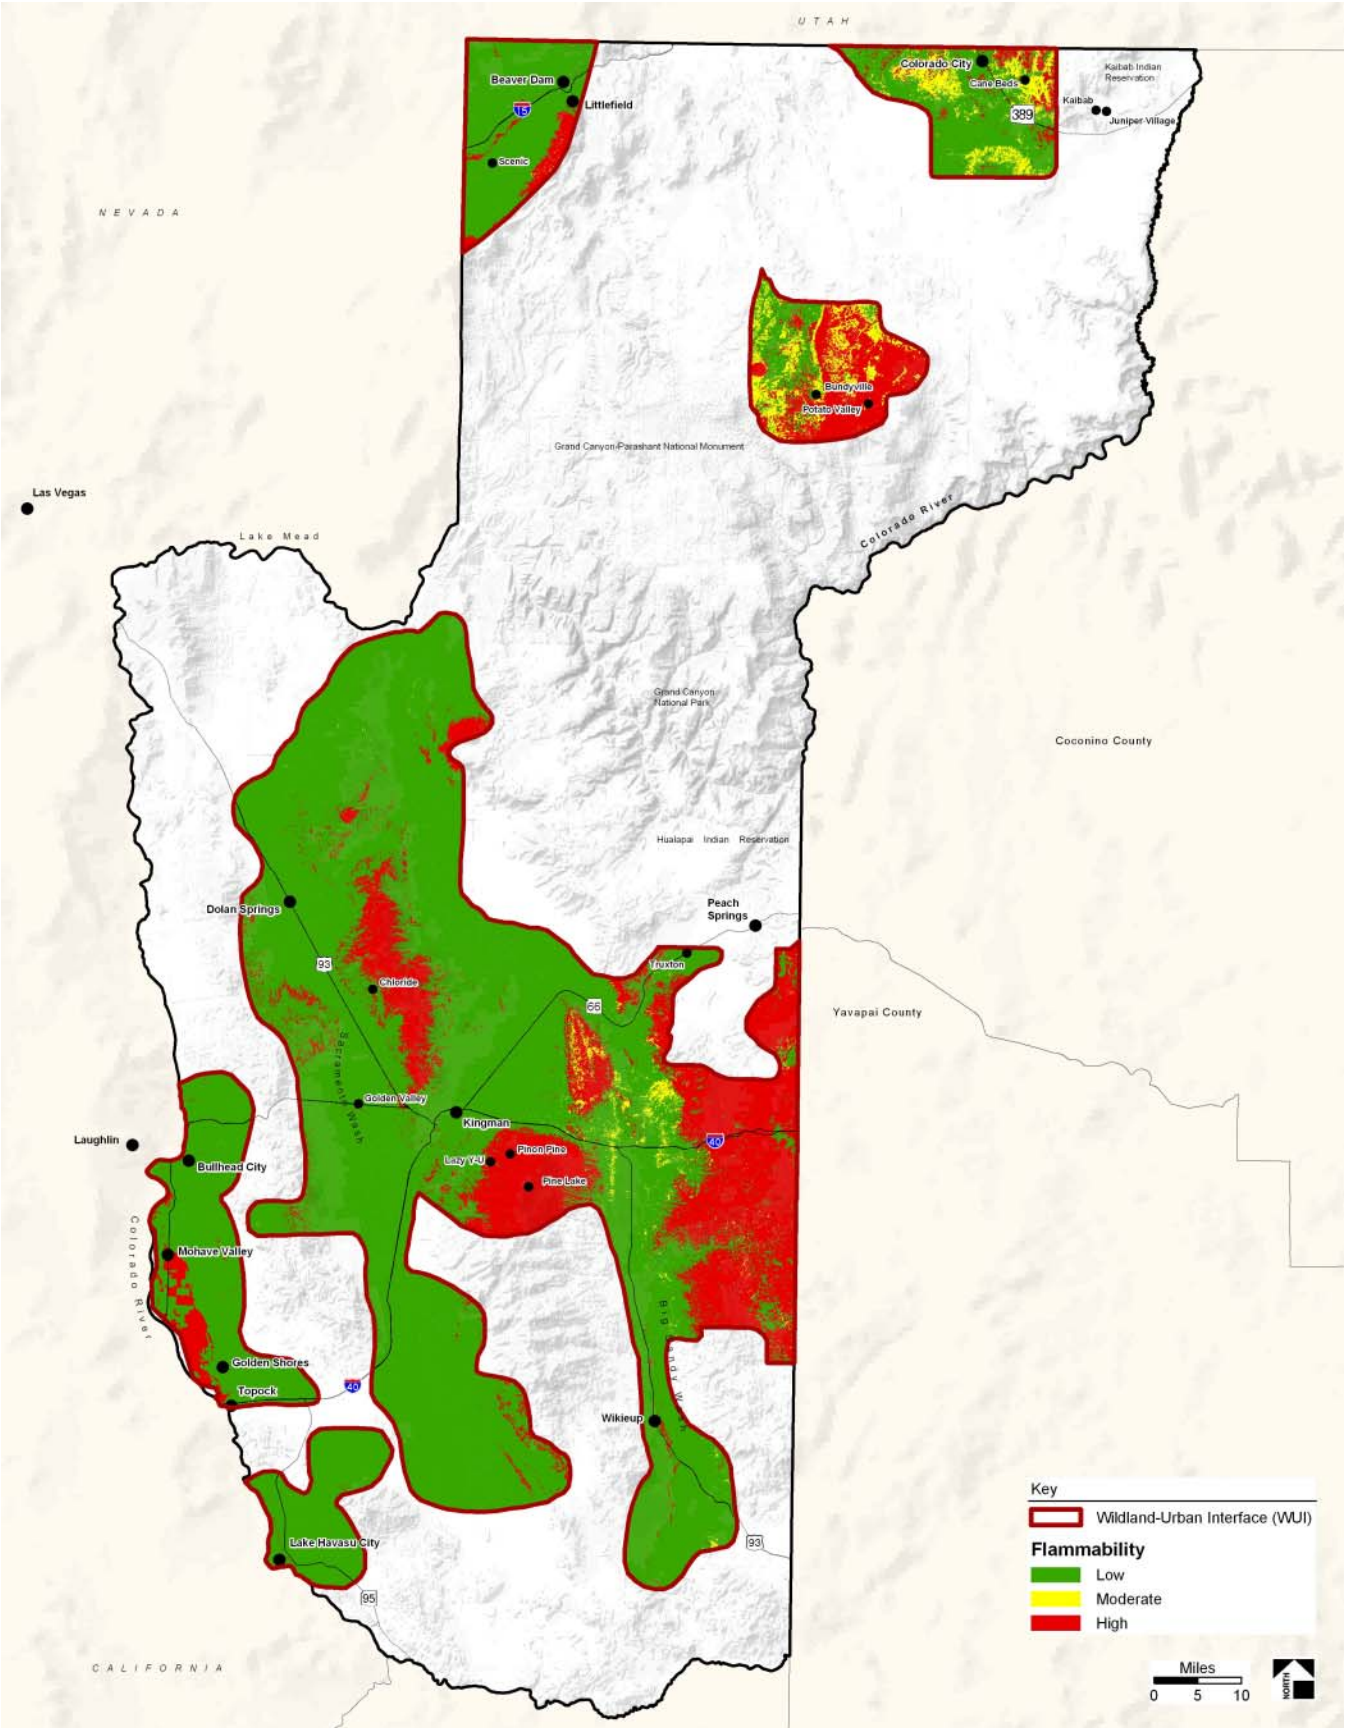 UTAH
Beaver Dam
Littlefield
15
Scenic
Colorado City
Cane Beds
389
Kaibab Indian
Reservation
Kaibab
Juniper Village
NEVADA
Bundyville
Potato Valley
Grand Canyon-Parashant National Monument
Las Vegas
Lake Mead
Colorado River
Grand Canyon
National Park
Coconino County
Hualapai Indian Reservation
Peach
Springs
Dolan Springs
93
Truxton
Chloride
66
Yavapai County
Sacramento Wash
Golden Valley
Kingman
Laughlin
40
Lazy Y-U
Pinon Pine
Bullhead City
Pine Lake
Colorado River
Mohave Valley
Big Sandy Wash
Golden Shores
Topock
40
Wikieup
Lake Havasu City
93
95
CALIFORNIA
Key
Wildland-Urban Interface (WUI)
Flammability
Low
Moderate
High
Miles
0 5 10
NORTH